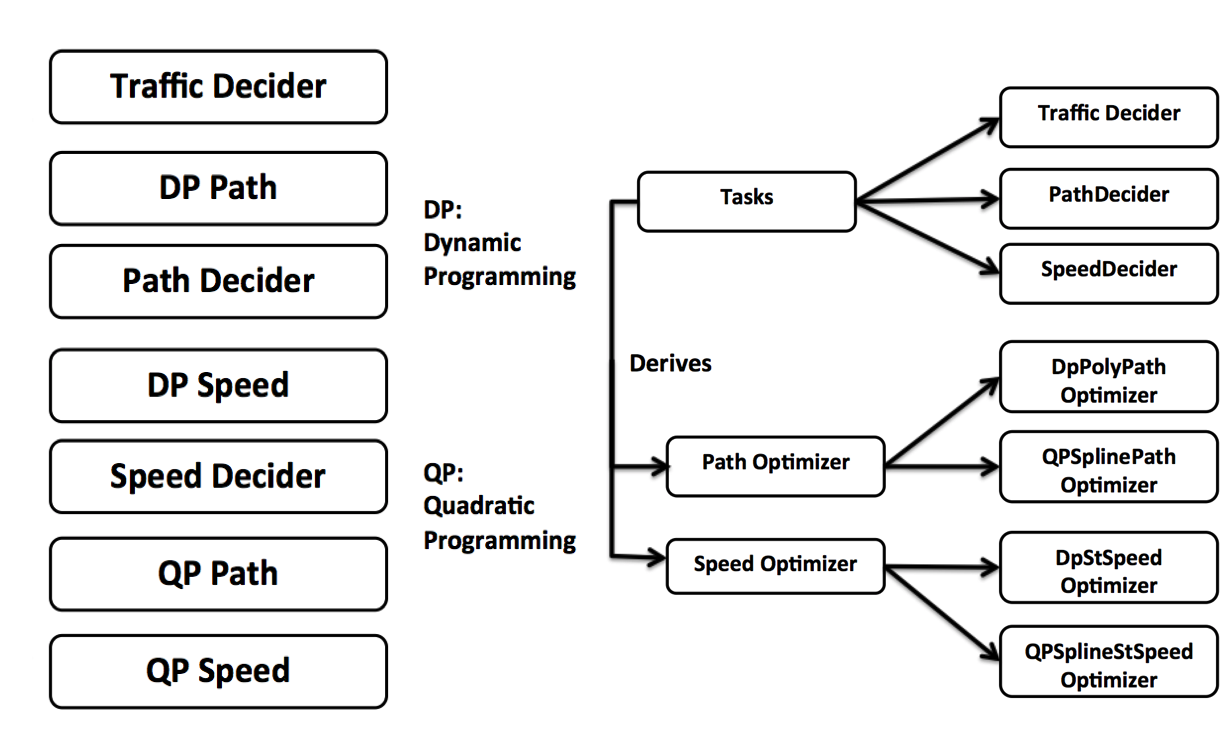 Traffic Decider
DP Path
Path Decider
DP Speed
Speed Decider
QP Path
QP Speed
DP:
Dynamic
Programming
QP:
Quadratic
Programming
Tasks
Derives
Path Optimizer
Speed Optimizer
Traffic Decider
PathDecider
SpeedDecider
DpPolyPath
Optimizer
QPSplinePath
Optimizer
DpStSpeed
Optimizer
QPSplineStSpeed
Optimizer